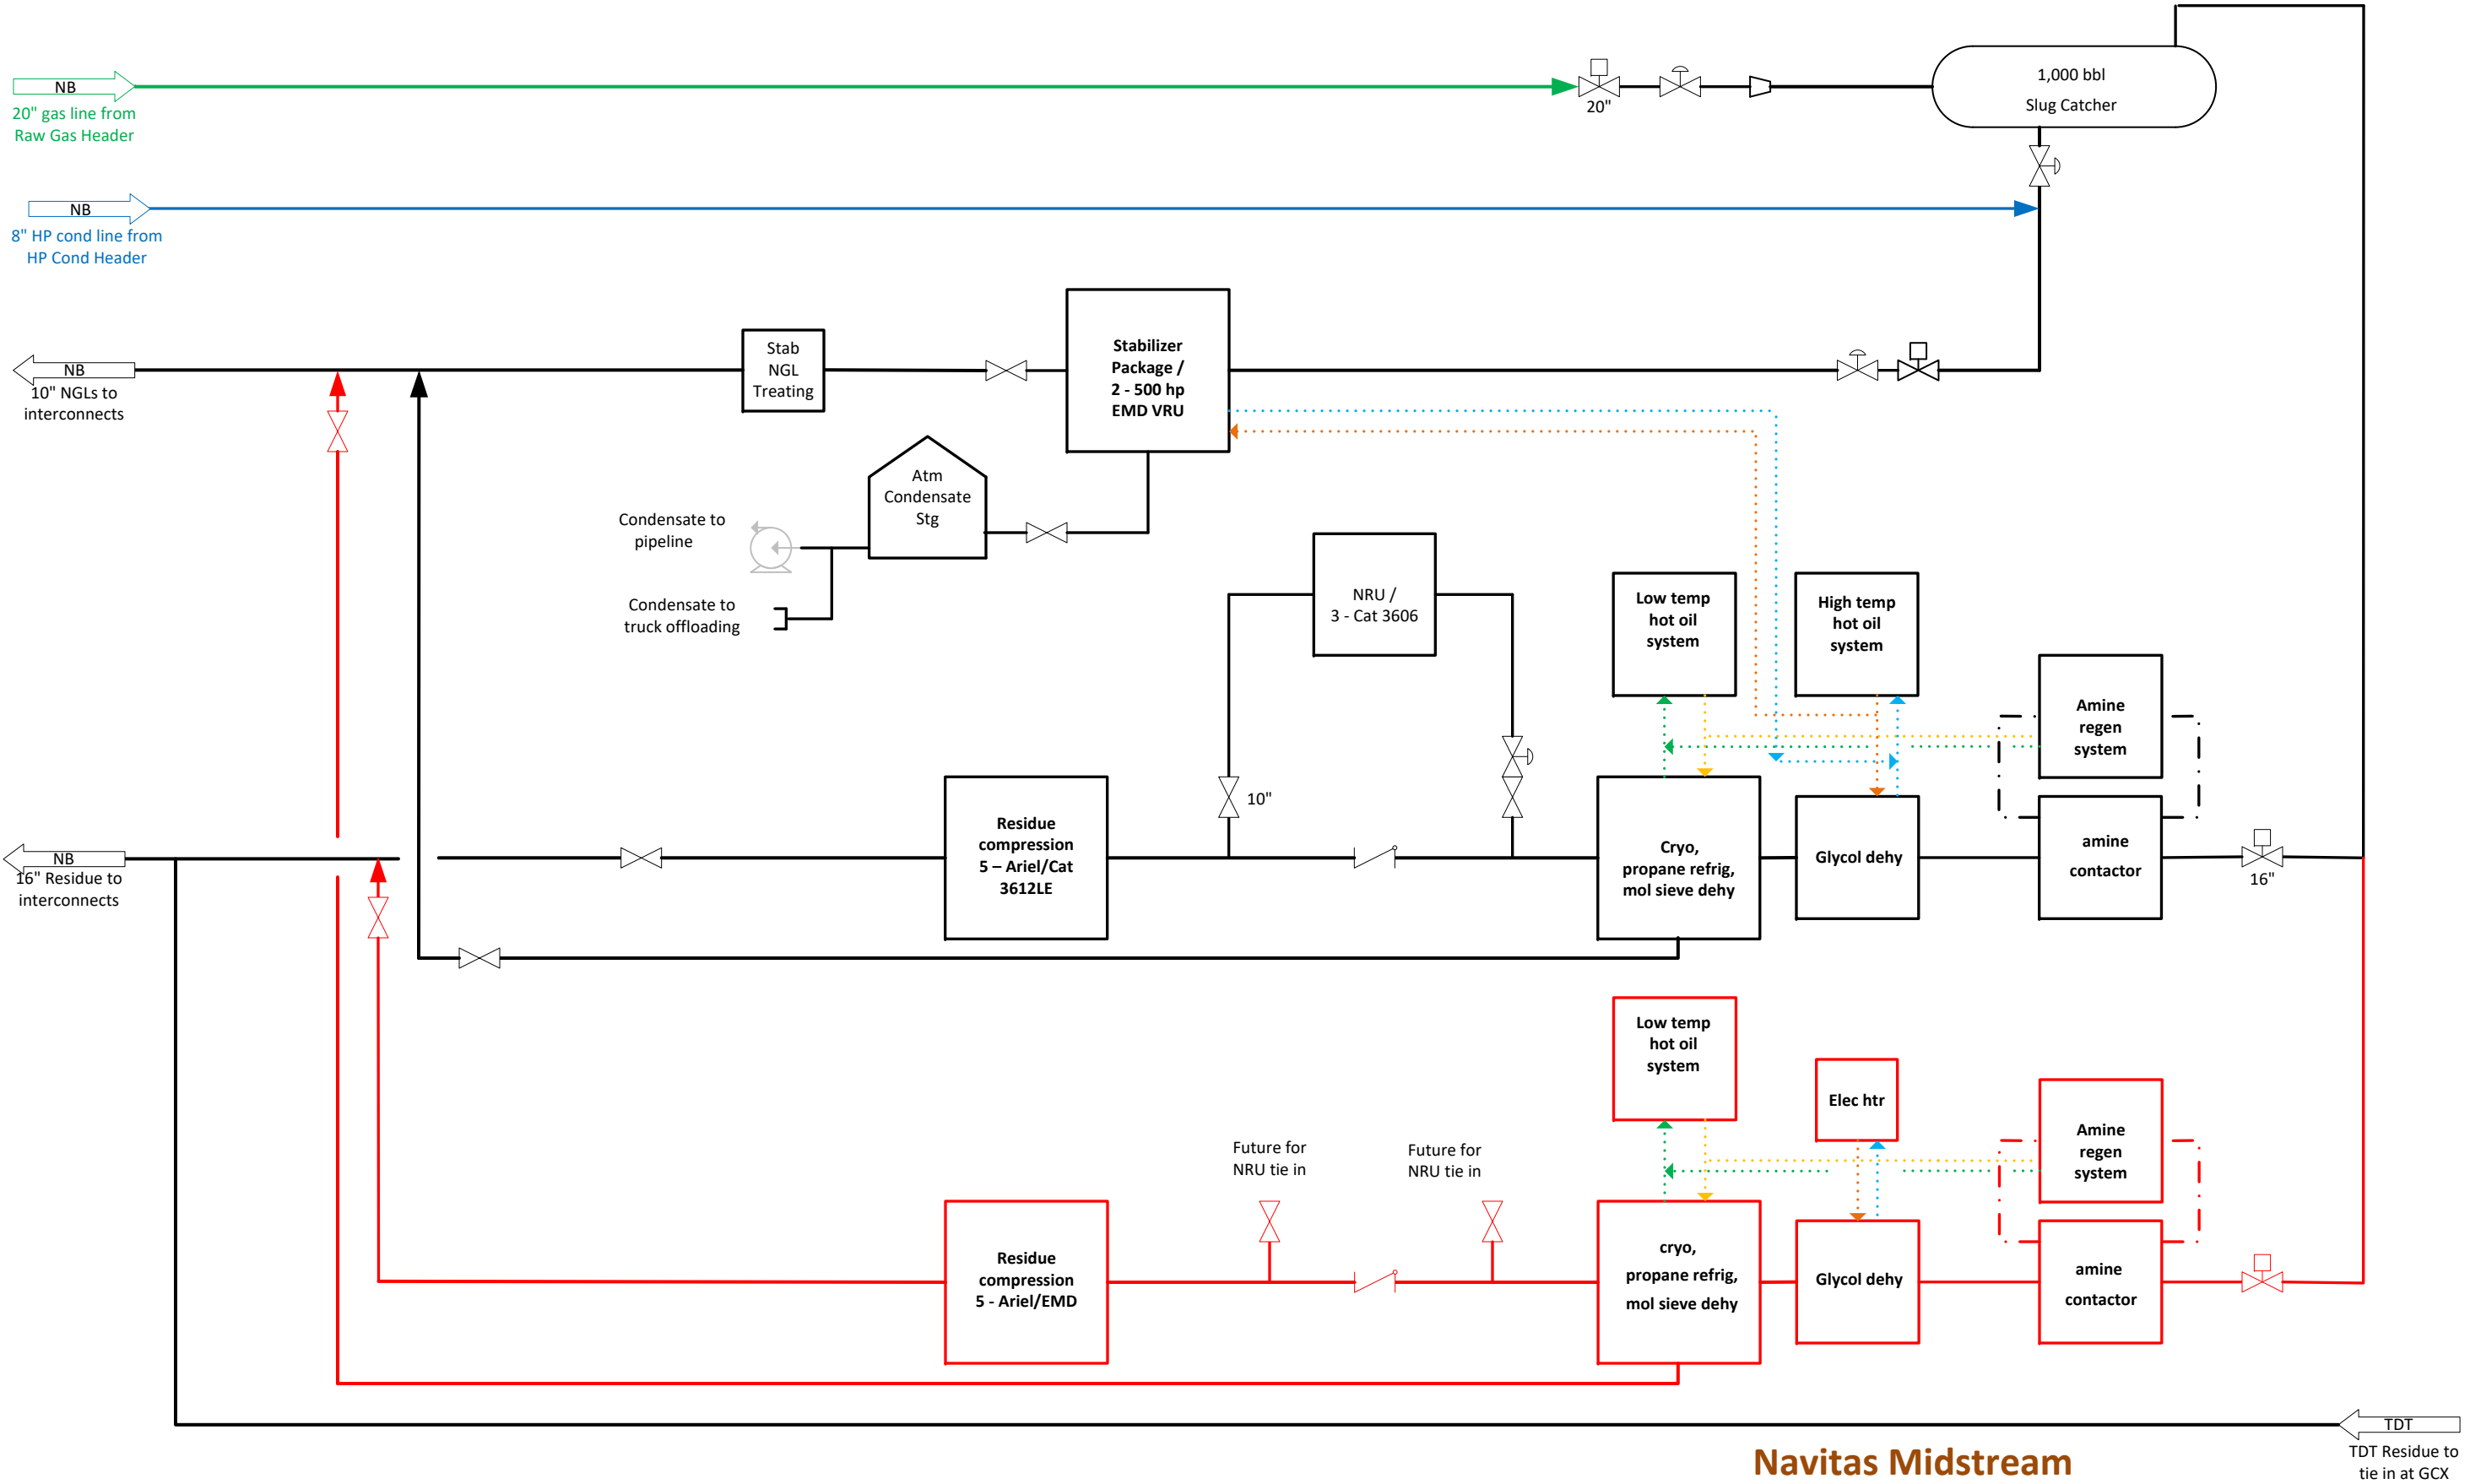 1,000 bbl
Slug Catcher
NB
20" gas line from
Raw Gas Header
20"
NB
8" HP cond line from
HP Cond Header
Stab
NGL
Treating
Stabilizer
Package /
2 - 500 hp
EMD VRU
NB
10" NGLs to
interconnects
Atm
Condensate
Stg
Condensate to
pipeline
Condensate to
truck offloading
NRU /
3 - Cat 3606
Low temp
hot oil
system
High temp
hot oil
system
Amine
regen
system
10"
Residue
compression
5 – Ariel/Cat
3612LE
Cryo,
propane refrig,
mol sieve dehy
Glycol dehy
amine
contactor
16"
NB
16" Residue to
interconnects
Low temp
hot oil
system
Elec htr
Amine
regen
system
Future for
NRU tie in
Future for
NRU tie in
Residue
compression
5 - Ariel/EMD
cryo,
propane refrig,
mol sieve dehy
Glycol dehy
amine
contactor
TDT
TDT Residue to
tie in at GCX
Navitas Midstream